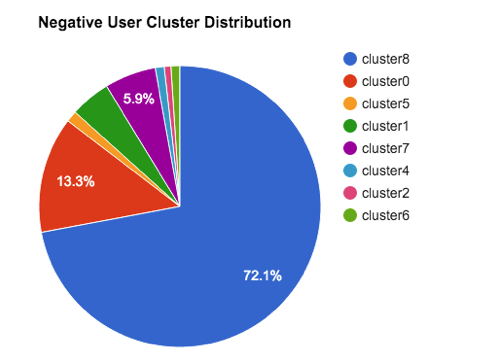 Negative User Cluster Distribution
cluster8
cluster0
cluster5
cluster1
cluster7
cluster4
cluster2
cluster6
5.9%
13.3%
72.1%